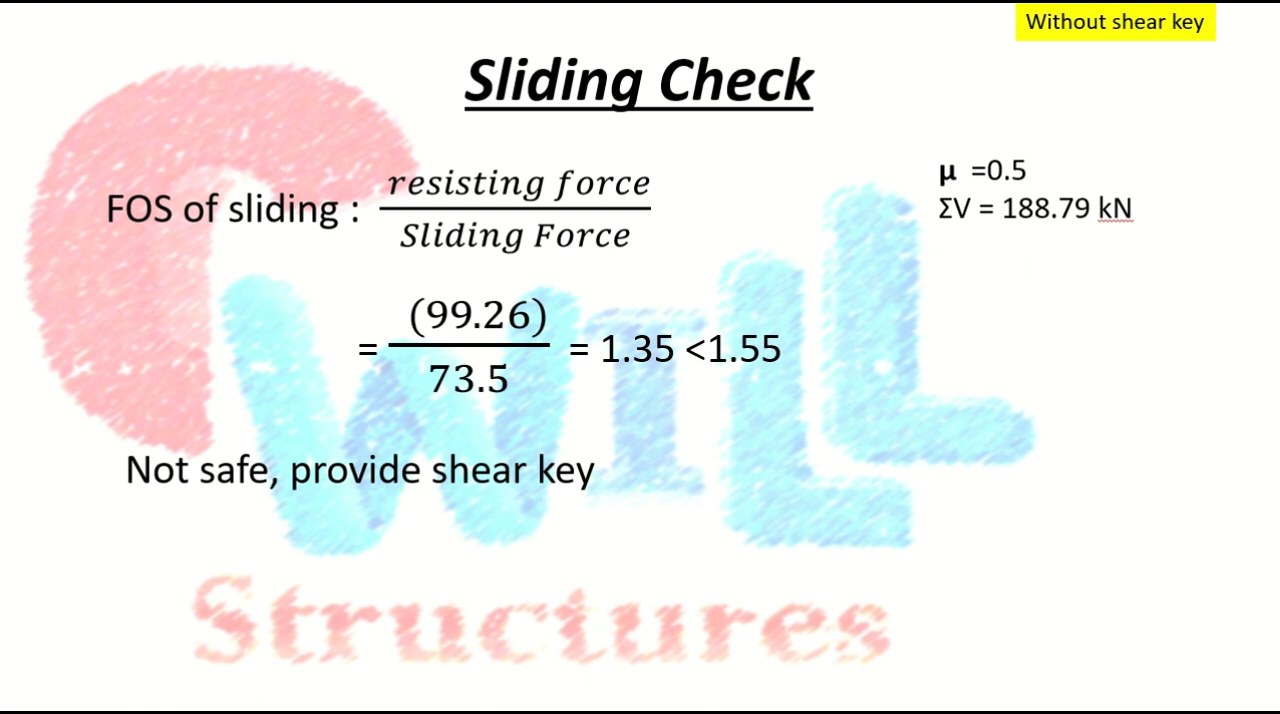 Without shear key
Sliding Check
μ =0.5
FOS of sliding : resisting force
Sliding Force
ΣV = 188.79 kN
= (99.26)
73.5
= 1.35 <1.55
Not safe, provide shear key
CWILL
Structures